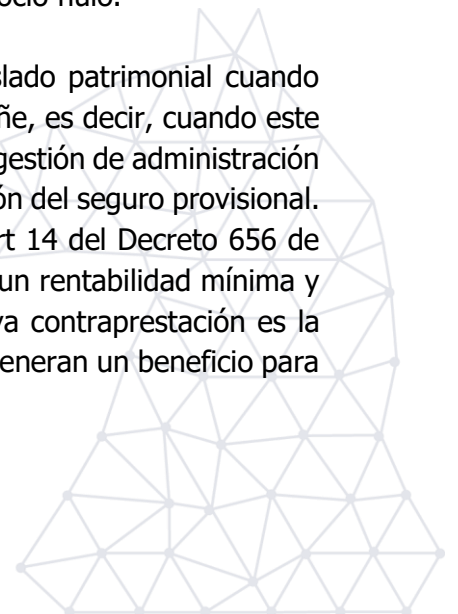 nulo.
slado patrimonial cuando
ñe, es decir, cuando este
gestión de administración
ón del seguro provisional.
rt 14 del Decreto 656 de
un rentabilidad mínima y
va contraprestación es la
eneran un beneficio para